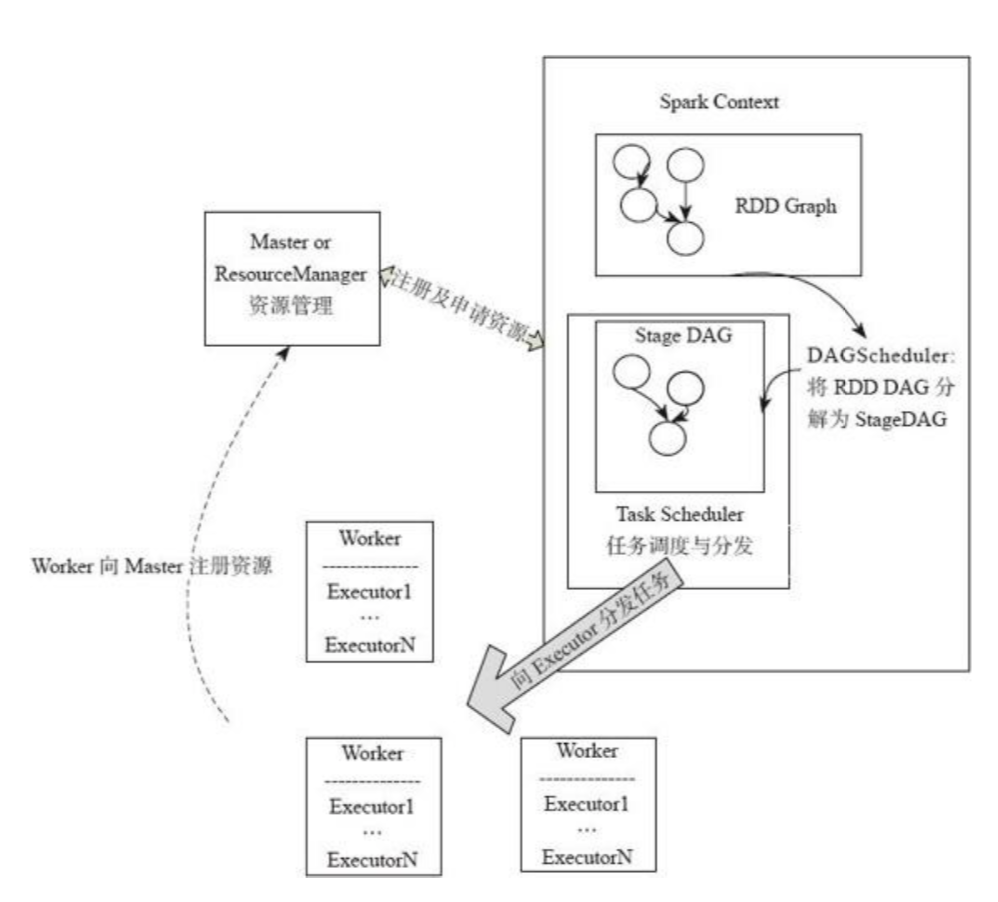 Spark Context
RDD Graph
Master or
ResourceManager
资源管理
注册及申请资源
Stage DAG
DAGScheduler:
将 RDD DAG 分
解为 StageDAG
Task Scheduler
任务调度与分发
Worker 向 Master 注册资源
向 Executor 分发任务
Worker
--------------
Executor1
...
ExecutorN
Worker
--------------
Executor1
...
ExecutorN
Worker
--------------
Executor1
...
ExecutorN